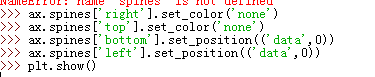 NameError: name 'spines' is not defined
>>> ax.spines['right'].set_color('none')
>>> ax.spines['top'].set_color('none')
>>> ax.spines['bottom'].set_position(('data',0))
>>> ax.spines['left'].set_position(('data',0))
>>> plt.show()